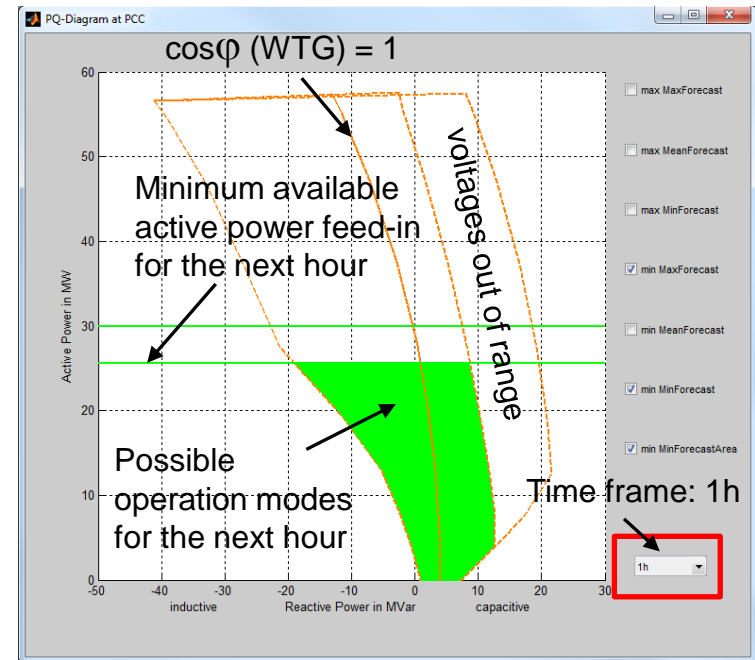 PQ-Diagram at PCC
cosφ (WTG) = 1
60
50
40
30
20
10
0
Active Power in MW
voltages out of range
Minimum available
active power feed-in
for the next hour
Possible
operation modes
for the next hour
-50
-40
-30
-20
-10
0
10
20
30
inductive
Reactive Power in MVar
capacitive
max MaxForecast
max MeanForecast
max MinForecast
min MaxForecast
min MeanForecast
min MinForecast
min MinForecastArea
Time frame: 1h
1h